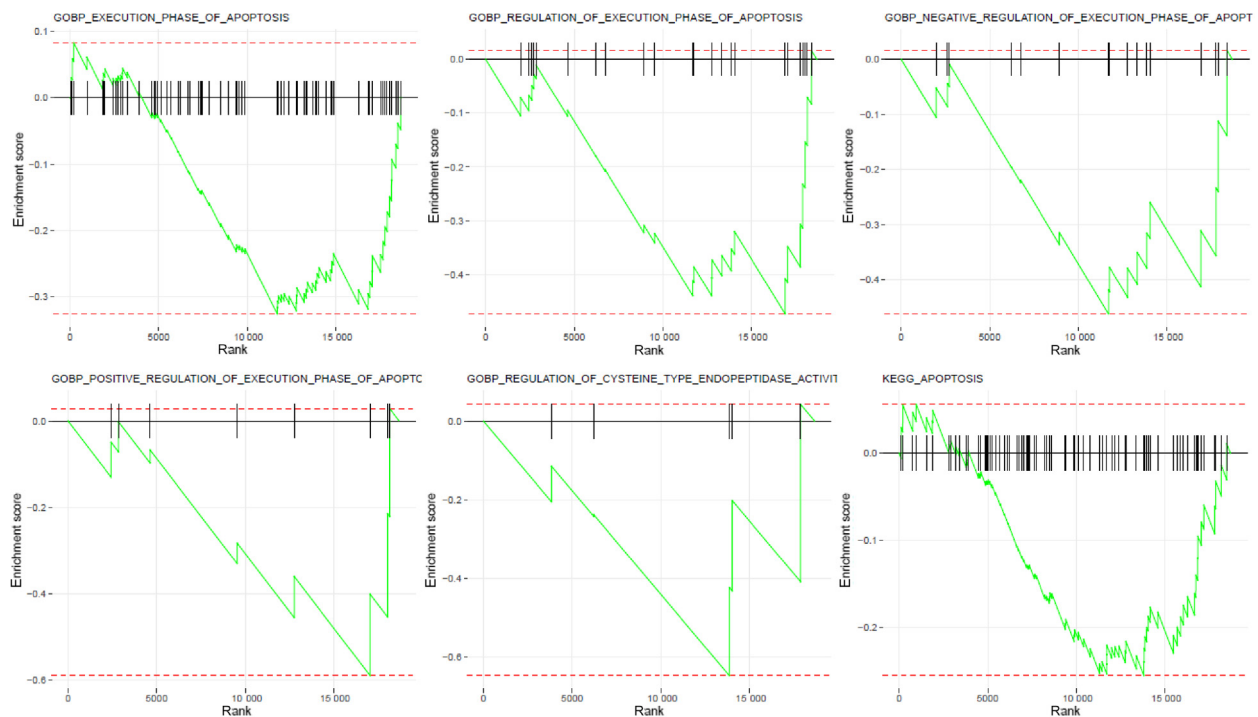 GOBP_EXECUTION_PHASE_OF_APOPTOSIS
0.1
0.0
−0.1
−0.2
−0.3
Enrichment score
0 5000 10 000 15 000
Rank
GOBP_REGULATION_OF_EXECUTION_PHASE_OF_APOPTOSIS
0.0
−0.1
−0.2
−0.3
−0.4
Enrichment score
0 5000 10 000 15 000
Rank
GOBP_NEGATIVE_REGULATION_OF_EXECUTION_PHASE_OF_APOPT
0.0
−0.1
−0.2
−0.3
−0.4
Enrichment score
0 5000 10 000 15 000
Rank
GOBP_POSITIVE_REGULATION_OF_EXECUTION_PHASE_OF_APOPTO
0.0
−0.2
−0.4
−0.6
Enrichment score
0 5000 10 000 15 000
Rank
GOBP_REGULATION_OF_CYSTEINE_TYPE_ENDOPEPTIDASE_ACTIVIT
0.0
−0.2
−0.4
−0.6
Enrichment score
0 5000 10 000 15 000
Rank
KEGG_APOPTOSIS
0.0
−0.1
−0.2
Enrichment score
0 5000 10 000 15 000
Rank